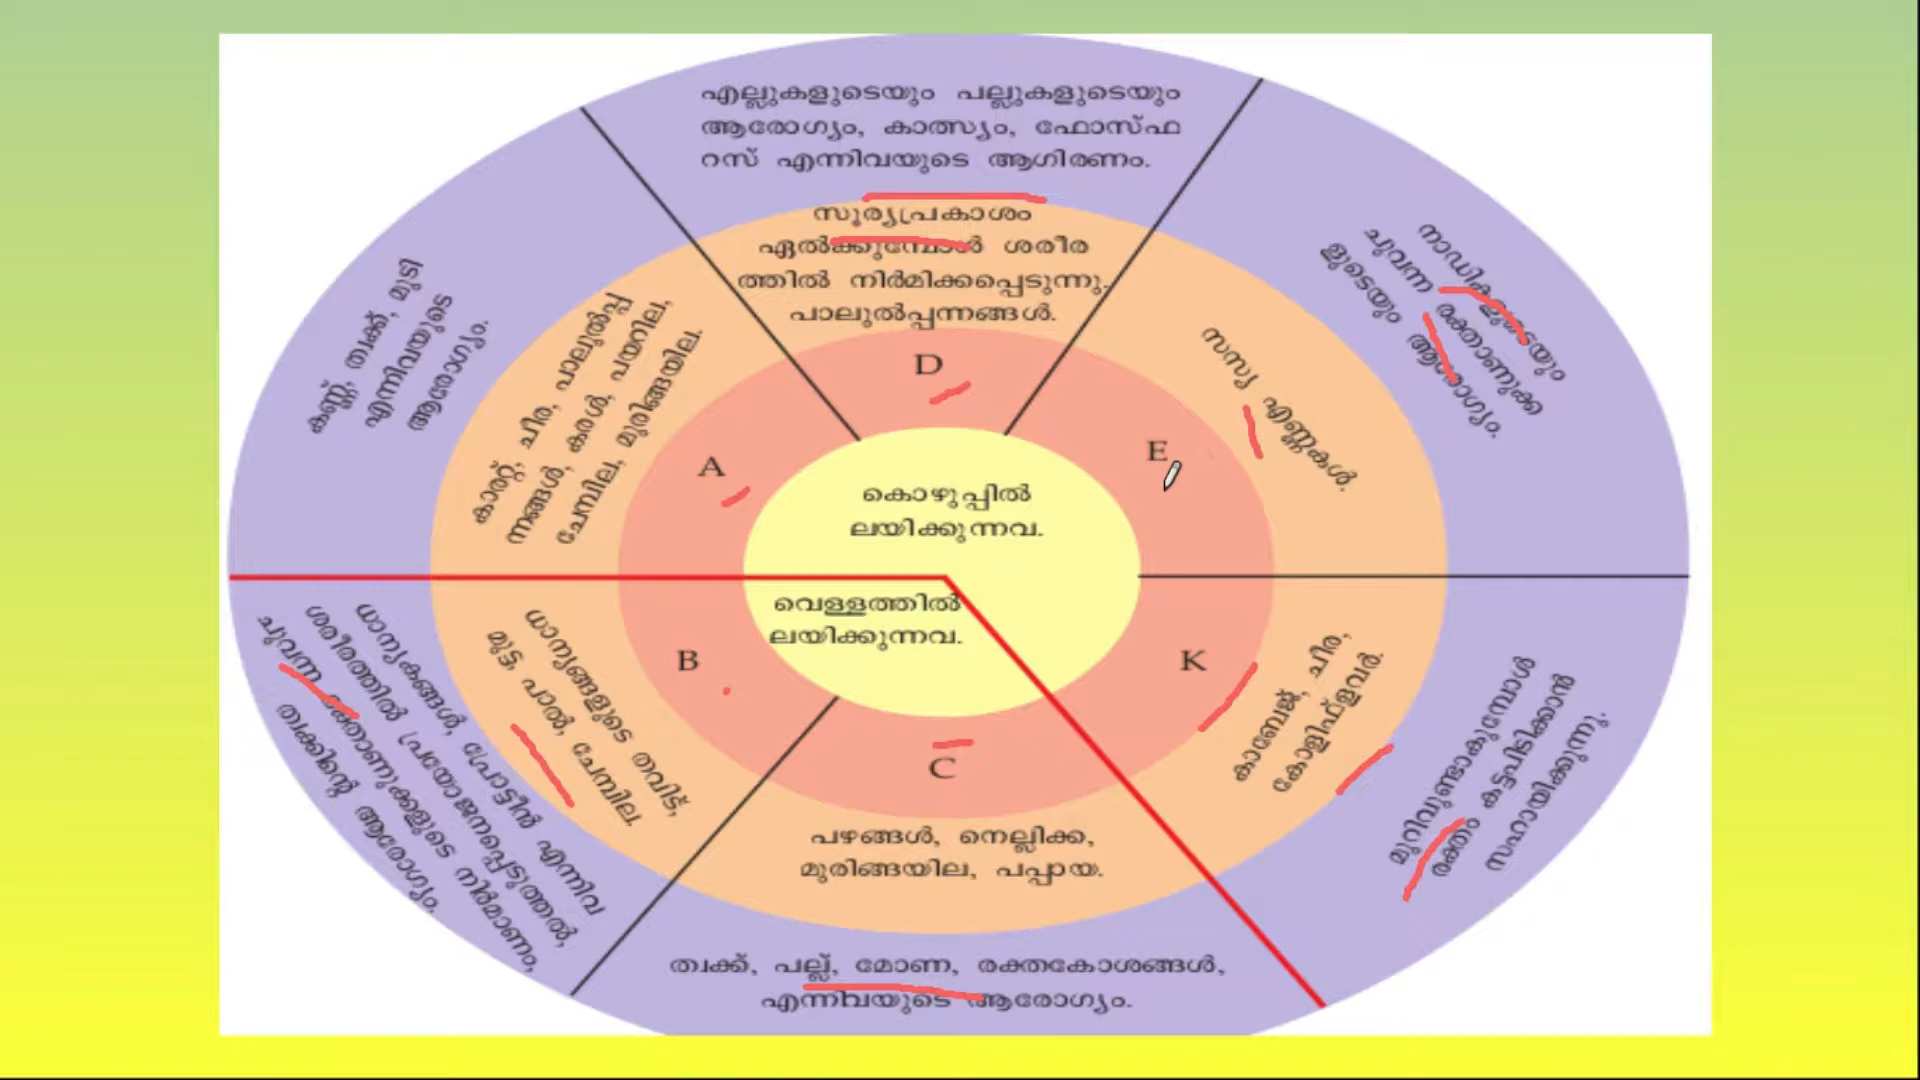 എല്ലുകളുടെയും പല്ലുകളുടെയും
ആരോഗ്യം, കാത്സ്യം, ഫോസ്ഫ
റസ് എന്നിവയുടെ ആഗിരണം.
സൂര്യപ്രകാശം
ഏൽക്കുമ്പോൾ ശരീര
ത്തിൽ നിർമിക്കപ്പെടുന്നു,
പാലുൽപ്പന്നങ്ങൾ.
D
നാഡികളുടെയും
ചുവന്ന രക്താണുക്ക
ളുടെയും ആരോഗ്യം.
സസ്യ എണ്ണകൾ.
E
കണ്ണ്, ത്വക്ക്, മുടി
എന്നിവയുടെ
ആരോഗ്യം.
കാരറ്റ്, ചീര, പാലുൽപ്പ
ന്നങ്ങൾ, കരൾ, പയറില,
ചേമ്പില, മുരിങ്ങയില.
A
കൊഴുപ്പിൽ
ലയിക്കുന്നവ.
വെള്ളത്തിൽ
ലയിക്കുന്നവ.
B
ധാന്യങ്ങളുടെ തവിട്,
മുട്ട, പാൽ, ചേമ്പില.
ധാന്യകങ്ങൾ, പ്രോട്ടീൻ എന്നിവ
ശരീരത്തിൽ പ്രയോജനപ്പെടുത്തൽ,
ചുവന്ന രക്താണുക്കളുടെ നിർമാണം,
ത്വക്കിന്റെ ആരോഗ്യം.
K
കാബേജ്, ചീര,
കോളിഫ്ളവർ.
മുറിവുണ്ടാകുമ്പോൾ
രക്തം കട്ടപിടിക്കാൻ
സഹായിക്കുന്നു.
C
പഴങ്ങൾ, നെല്ലിക്ക,
മുരിങ്ങയില, പപ്പായ.
ത്വക്ക്, പല്ല്, മോണ, രക്തകോശങ്ങൾ,
എന്നിവയുടെ ആരോഗ്യം.